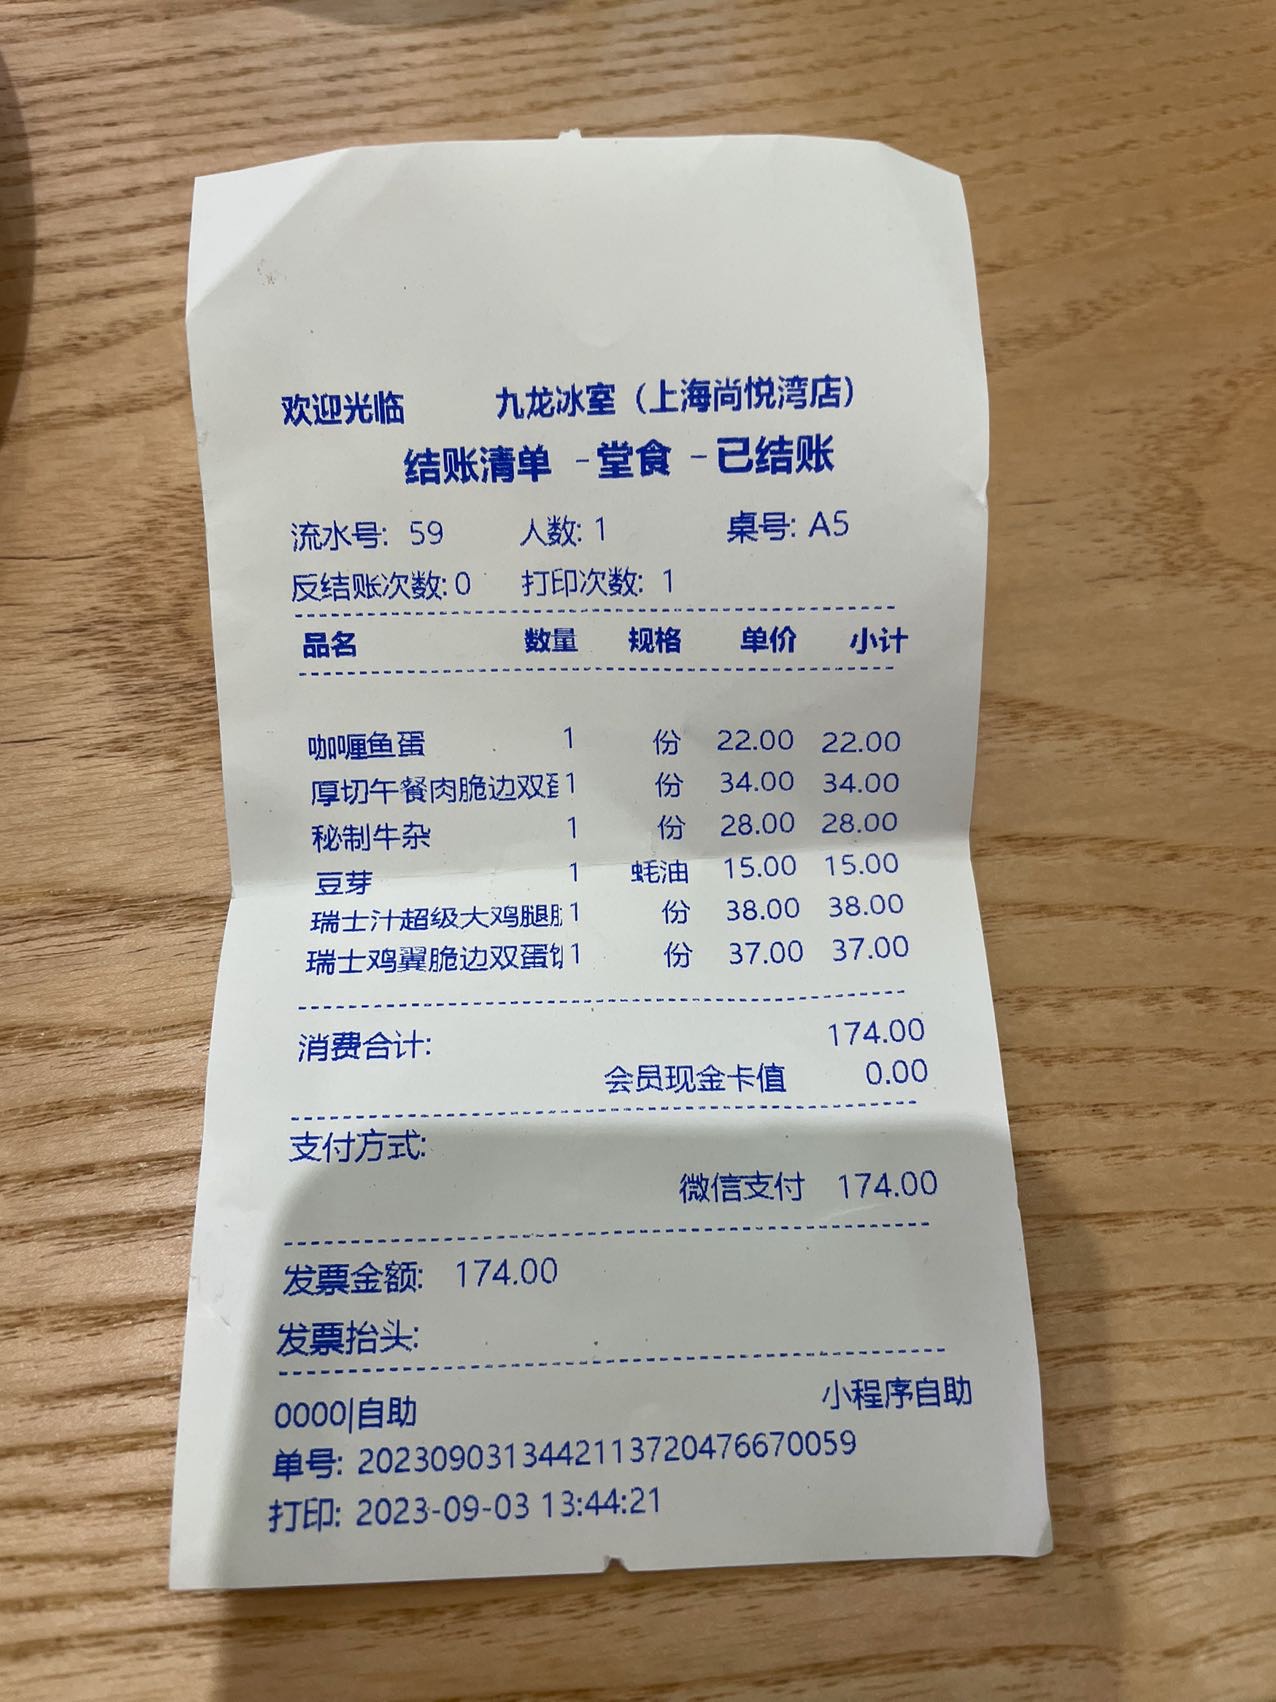 欢迎光临 九龙冰室（上海尚悦湾店）
结账清单 -堂食 -已结账
流水号: 59 人数: 1 桌号: A5
反结账次数: 0 打印次数: 1
品名 数量 规格 单价 小计
咖喱鱼蛋 1 份 22.00 22.00
厚切午餐肉脆边双 1 份 34.00 34.00
秘制牛杂 1 份 28.00 28.00
豆芽 1 蚝油 15.00 15.00
瑞士汁超级大鸡腿 1 份 38.00 38.00
瑞士鸡翼脆边双蛋 1 份 37.00 37.00
消费合计: 174.00
会员现金卡值 0.00
支付方式:
微信支付 174.00
发票金额: 174.00
发票抬头:
0000|自助 小程序自助
单号: 2023090313442113720476670059
打印: 2023-09-03 13:44:21